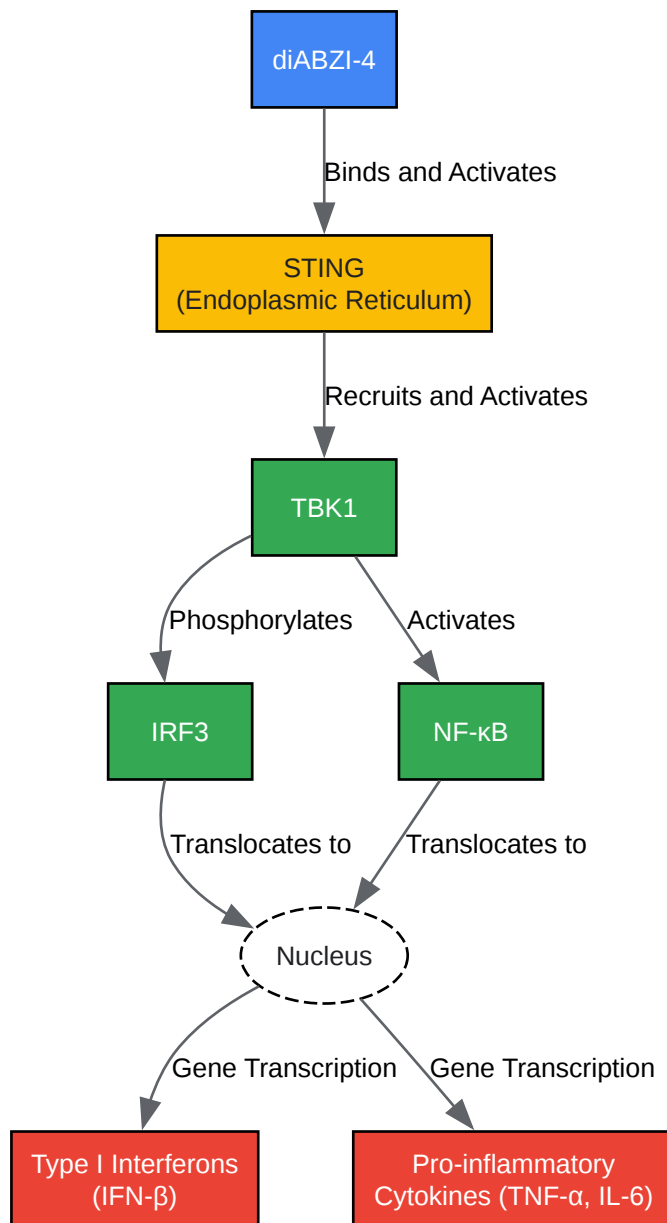 diABZI-4
Binds and Activates
STING
(Endoplasmic Reticulum)
Recruits and Activates
TBK1
Phosphorylates
Activates
IRF3
NF-κB
Translocates to
Translocates to
Nucleus
Gene Transcription
Gene Transcription
Type I Interferons
(IFN-β)
Pro-inflammatory
Cytokines (TNF-α, IL-6)